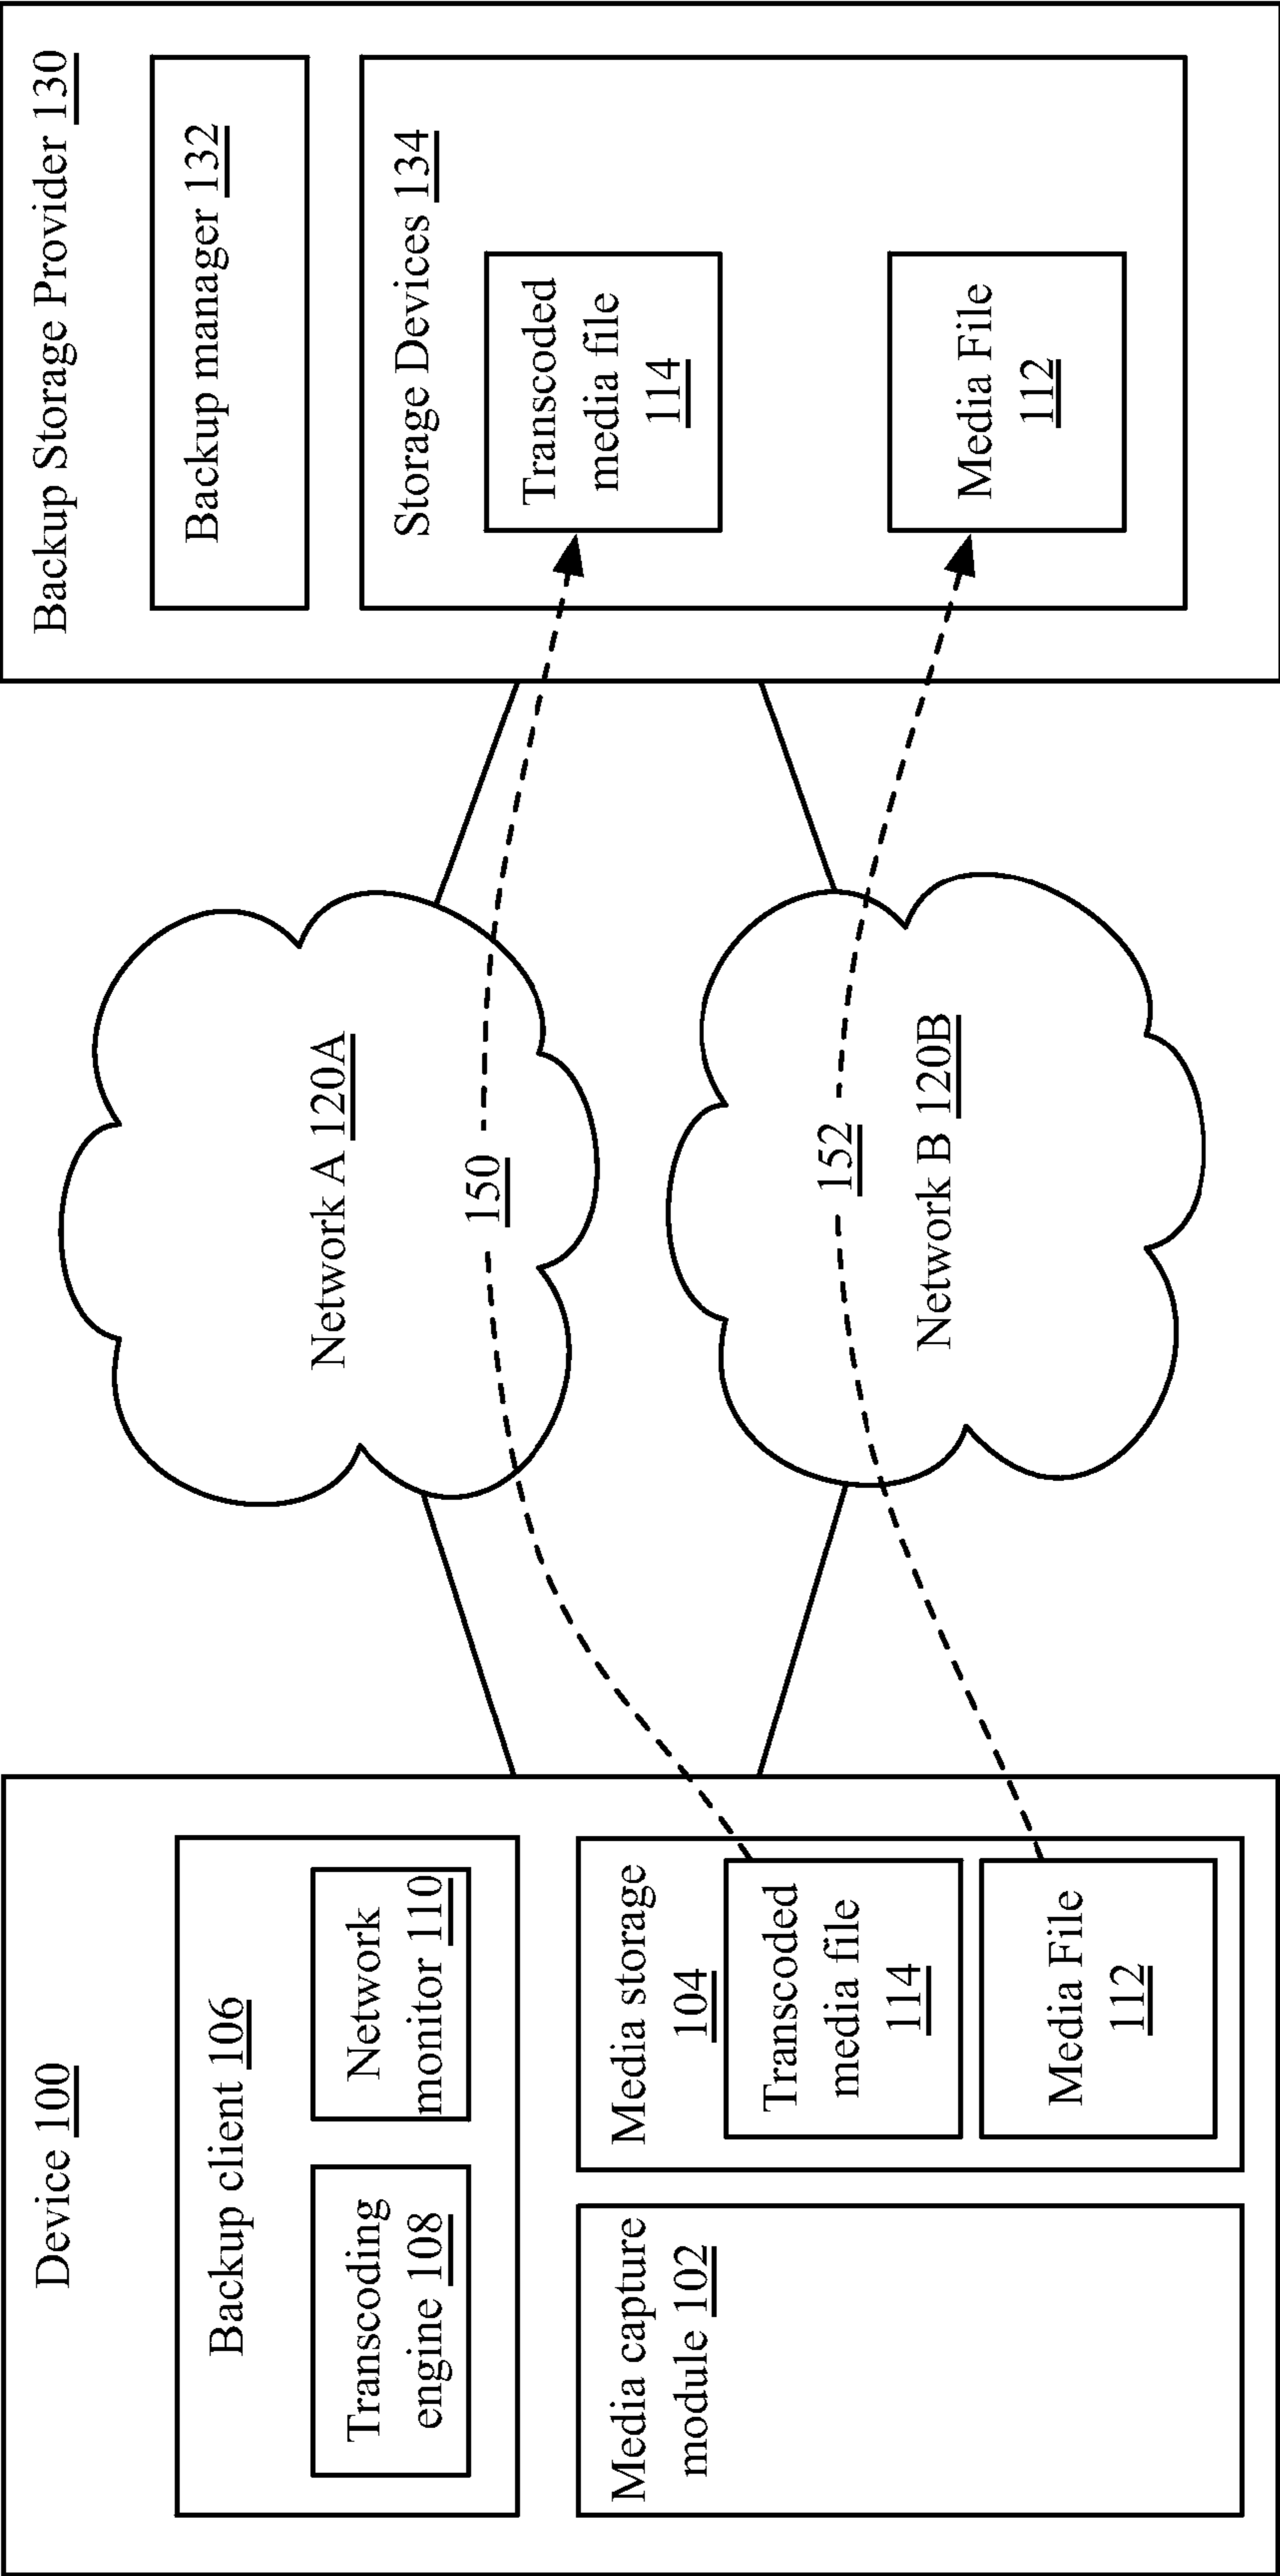 Device 100
Backup client 106
Transcoding
engine 108
Network
monitor 110
Media capture
module 102
Media storage
104
Transcoded
media file
114
Media File
112
Network A 120A
150
152
Network B 120B
Backup Storage Provider 130
Backup manager 132
Storage Devices 134
Transcoded
media file
114
Media File
112